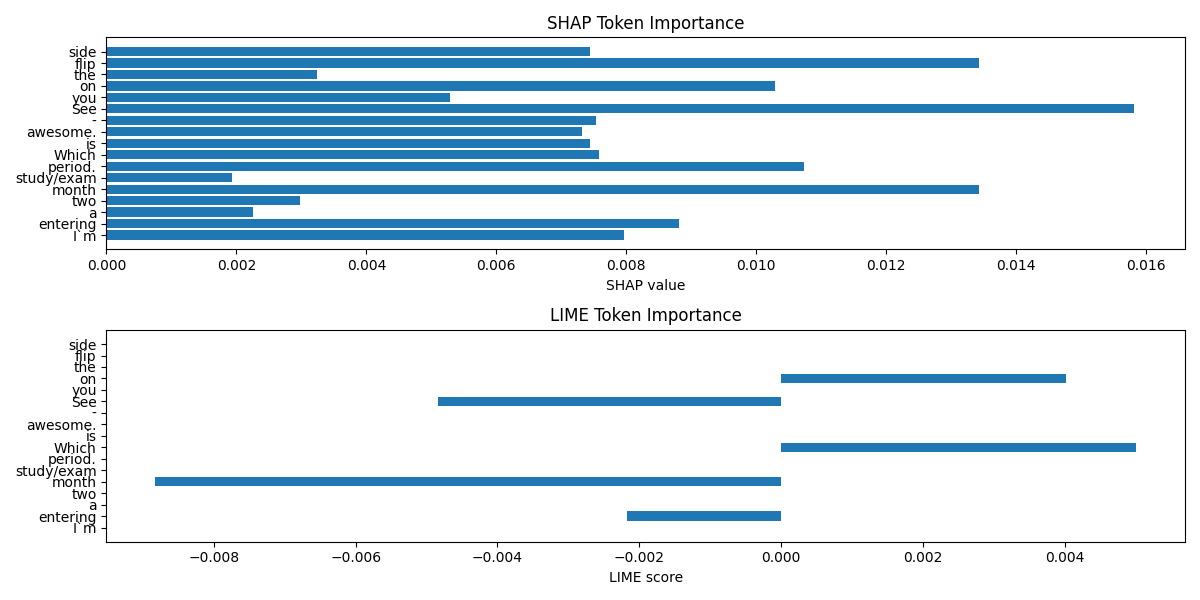 SHAP Token Importance
side
flip
the
on
you
See
-
awesome.
is
Which
period.
study/exam
month
two
a
entering
I`m
0.000 0.002 0.004 0.006 0.008 0.010 0.012 0.014 0.016
SHAP value
LIME Token Importance
side
flip
the
on
you
See
-
awesome.
is
Which
period.
study/exam
month
two
a
entering
I`m
−0.008 −0.006 −0.004 −0.002 0.000 0.002 0.004
LIME score